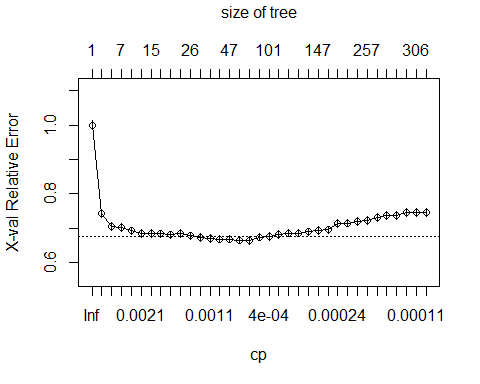 size of tree
1 7 15 26 47 101 147 257 306
X-val Relative Error
1.0
0.8
0.6
Inf 0.0021 0.0011 4e-04 0.00024 0.00011
cp